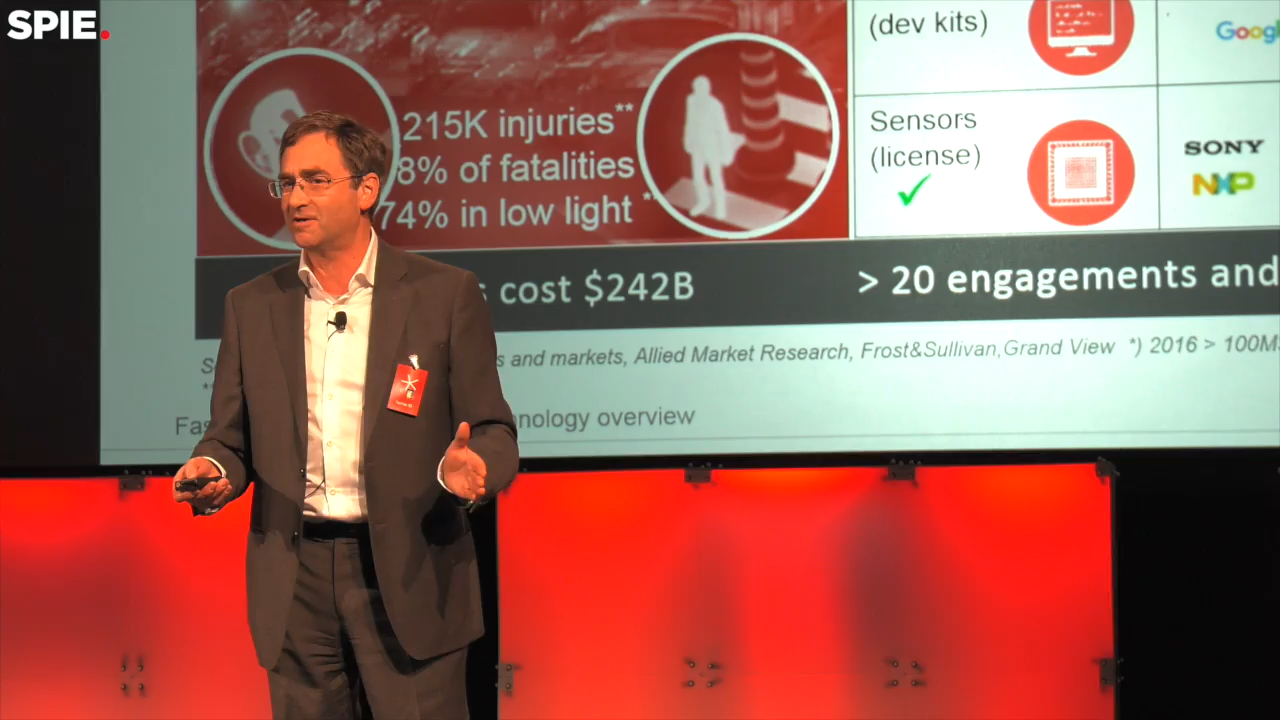 SPIE.
215K injuries**
8% of fatalities
74% in low light *
cost $242B
(dev kits)
Sensors
(license)
SONY
NXP
> 20 engagements and
s and markets, Allied Market Research, Frost&Sullivan,Grand View *) 2016 > 100M
nology overview